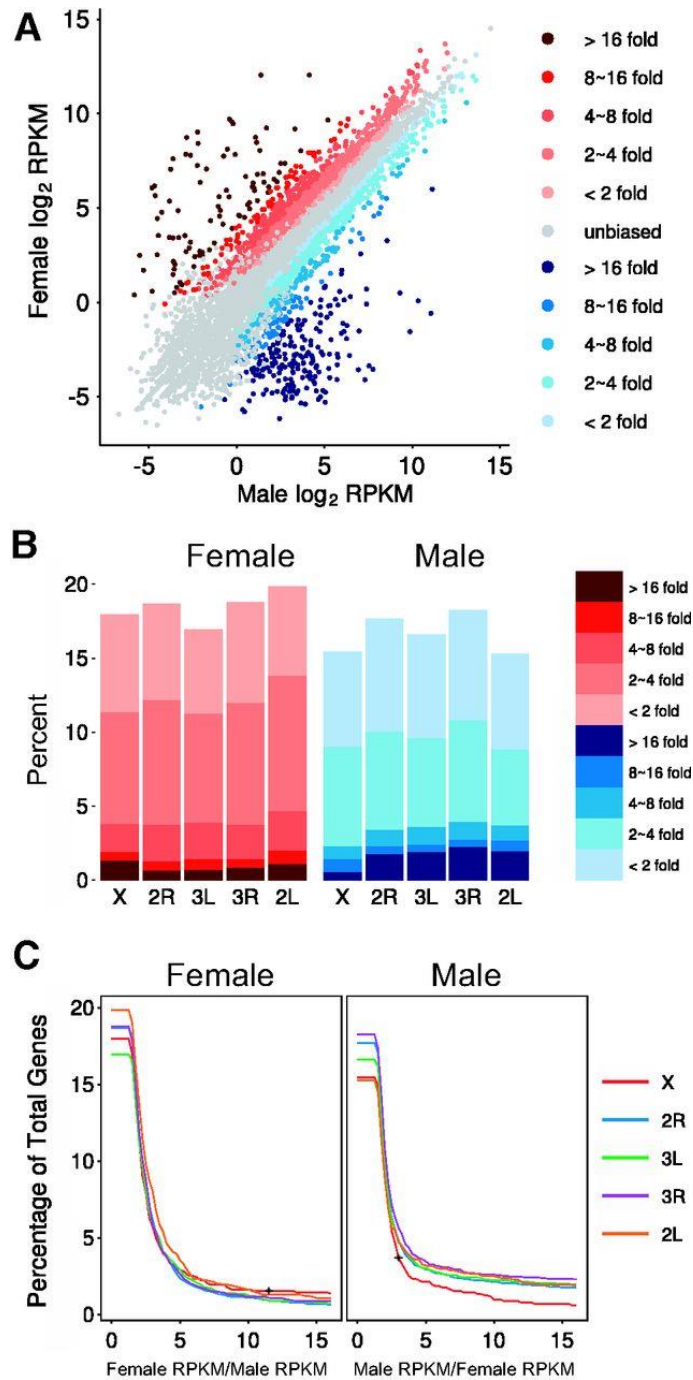 A
Female log2 RPKM
15
10
5
0
-5
-5 0 5 10 15
Male log2 RPKM
> 16 fold
8~16 fold
4~8 fold
2~4 fold
< 2 fold
unbiased
> 16 fold
8~16 fold
4~8 fold
2~4 fold
< 2 fold
B
Female Male
Percent
20
15
10
5
0
X 2R 3L 3R 2L X 2R 3L 3R 2L
> 16 fold
8~16 fold
4~8 fold
2~4 fold
< 2 fold
> 16 fold
8~16 fold
4~8 fold
2~4 fold
< 2 fold
C
Female Male
Percentage of Total Genes
20
15
10
5
0
0 5 10 15 0 5 10 15
Female RPKM/Male RPKM Male RPKM/Female RPKM
X
2R
3L
3R
2L